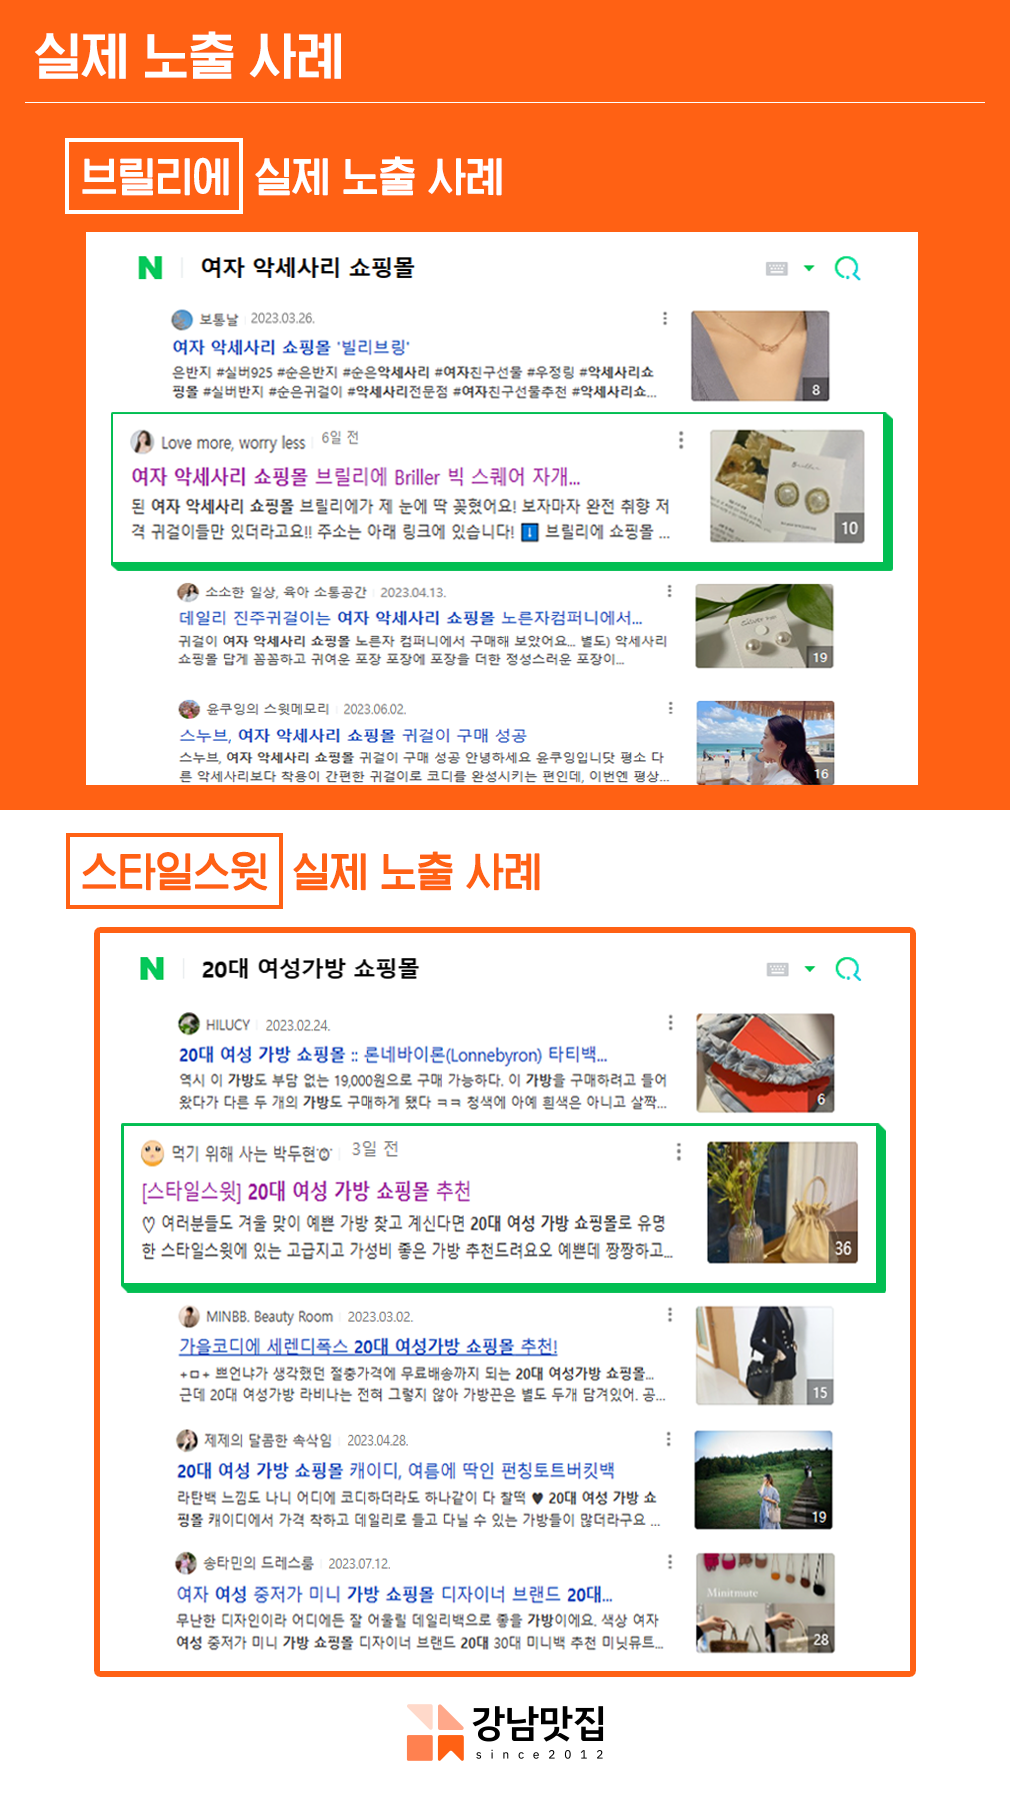 실제 노출 사례
브릴리에 실제 노출 사례
N 여자 악세사리 쇼핑몰
보통날 2023.03.26.
여자 악세사리 쇼핑몰 '빌리브링'
은반지 #실버925 #순은반지 #순은악세사리 #여자친구선물 #우정링 #악세사리쇼
핑몰 #실버반지 #순은귀걸이 #악세사리전문점 #여자친구선물추천 #악세사리쇼...
8
Love more, worry less 6일 전
여자 악세사리 쇼핑몰 브릴리에 Briller 빅 스퀘어 자개...
된 여자 악세사리 쇼핑몰 브릴리에가 제 눈에 딱 꽂혔어요! 보자마자 완전 취향 저
격 귀걸이들만 있더라고요!! 주소는 아래 링크에 있습니다! ⬇️ 브릴리에 쇼핑몰 ...
Briller
10
소소한 일상, 육아 소통공간 2023.04.13.
데일리 진주귀걸이는 여자 악세사리 쇼핑몰 노른자컴퍼니에서...
귀걸이 여자 악세사리 쇼핑몰 노른자 컴퍼니에서 구매해 보았어요... 별도) 악세사리
쇼핑몰 답게 꼼꼼하고 귀여운 포장 포장에 포장을 더한 정성스러운 포장이...
19
윤쿠잉의 스윗메모리 2023.06.02.
스누브, 여자 악세사리 쇼핑몰 귀걸이 구매 성공
스누브, 여자 악세사리 쇼핑몰 귀걸이 구매 성공 안녕하세요 윤쿠잉입니닷 평소 다
른 악세사리보다 착용이 간편한 귀걸이로 코디를 완성시키는 편인데, 이번엔 평상...
16
스타일스윗 실제 노출 사례
N 20대 여성가방 쇼핑몰
HILUCY 2023.02.24.
20대 여성 가방 쇼핑몰 :: 론네바이론(Lonnebyron) 타티백...
역시 이 가방도 부담 없는 19,000원으로 구매 가능하다. 이 가방을 구매하려고 들어
왔다가 다른 두 개의 가방도 구매하게 됐다 ㅋㅋ 청색에 아예 흰색은 아니고 살짝...
6
먹기 위해 사는 박두현 3일 전
[스타일스윗] 20대 여성 가방 쇼핑몰 추천
♡ 여러분들도 겨울 맞이 예쁜 가방 찾고 계신다면 20대 여성 가방 쇼핑몰로 유명
한 스타일스윗에 있는 고급지고 가성비 좋은 가방 추천드려요오 예쁜데 짱짱하고...
36
MINBB. Beauty Room 2023.03.02.
가을코디에 세렌디폭스 20대 여성가방 쇼핑몰 추천!
+ㅁ+ 쁘언냐가 생각했던 절충가격에 무료배송까지 되는 20대 여성가방 쇼핑몰...
근데 20대 여성가방 라비나는 전혀 그렇지 않아 가방끈은 별도 두개 담겨있어. 공...
15
제제의 달콤한 속삭임 2023.04.28.
20대 여성 가방 쇼핑몰 캐이디, 여름에 딱인 펀칭토트버킷백
라탄백 느낌도 나니 어디에 코디하더라도 하나같이 다 찰떡 ♥ 20대 여성 가방 쇼
핑몰 캐이디에서 가격 착하고 데일리로 들고 다닐 수 있는 가방들이 많더라구요 ...
19
송타민의 드레스룸 2023.07.12.
여자 여성 중저가 미니 가방 쇼핑몰 디자이너 브랜드 20대...
무난한 디자인이라 어디에든 잘 어울릴 데일리백으로 좋을 가방이에요. 색상 여자
여성 중저가 미니 가방 쇼핑몰 디자이너 브랜드 20대 30대 미니백 추천 미닛뮤트...
Minitmute
28
강남맛집
since2012